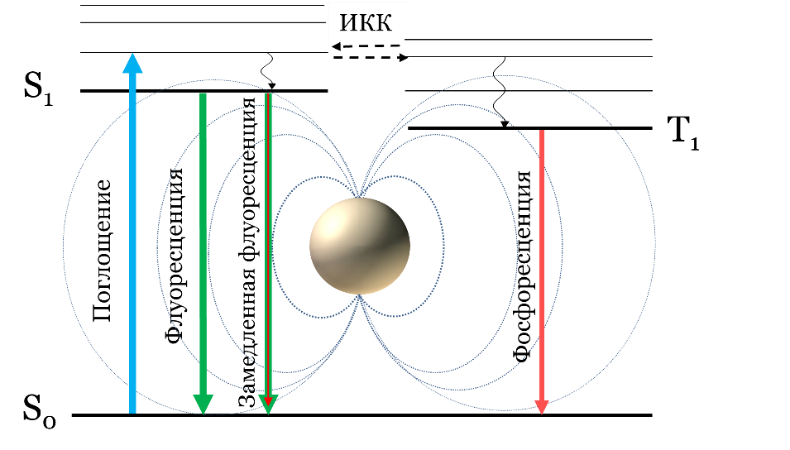 ИКК
S₁
T₁
Поглощение
Флуоресценция
Замедленная флуоресценция
Фосфоресценция
S₀